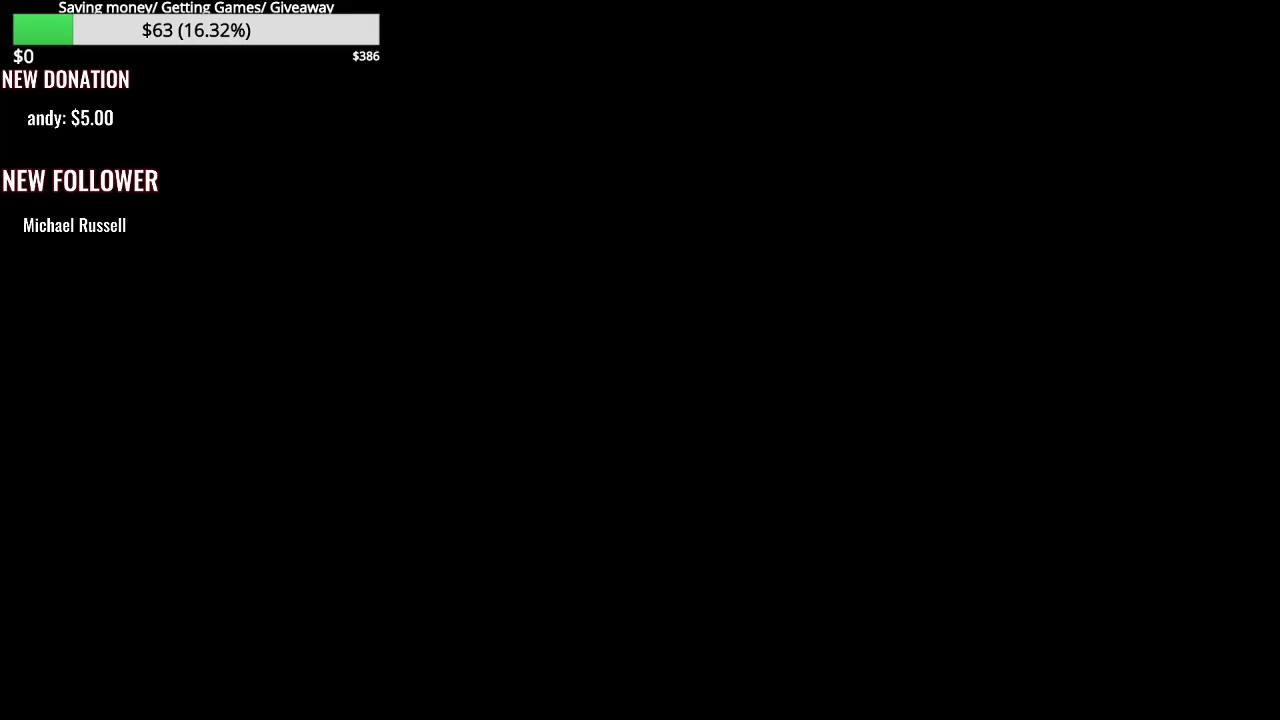 Saving money/ Getting Games/ Giveaway
$63 (16.32%)
$0 $386
NEW DONATION
andy: $5.00
NEW FOLLOWER
Michael Russell